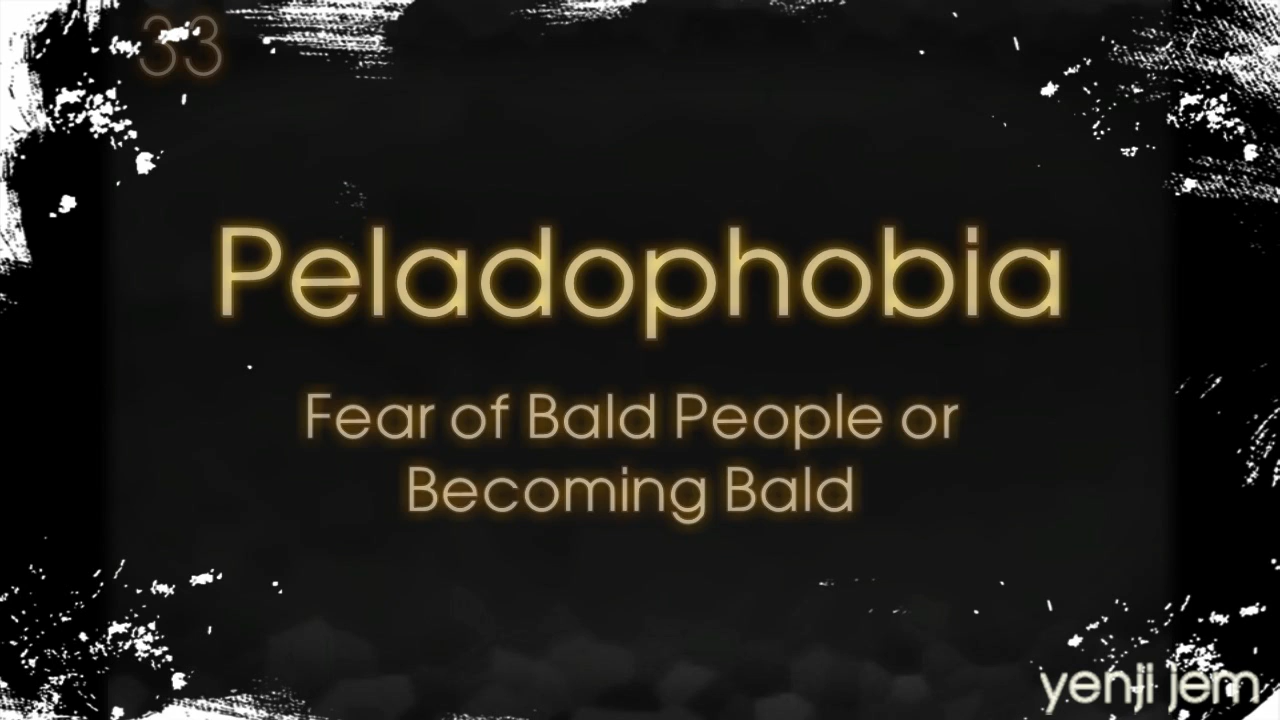 33
Peladophobia
Fear of Bald People or
Becoming Bald
yenji jem